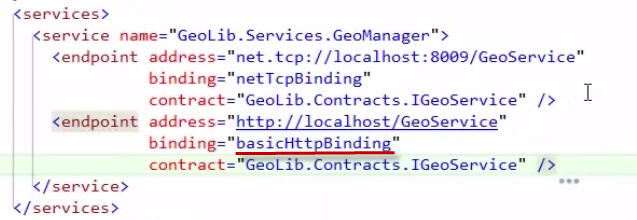 <services>
<service name="GeoLib.Services.GeoManager">
<endpoint address="net.tcp://localhost:8009/GeoService"
binding="netTcpBinding"
contract="GeoLib.Contracts.IGeoService" />
<endpoint address="http://localhost/GeoService"
binding="basicHttpBinding"
contract="GeoLib.Contracts.IGeoService" />
</service>
</services>